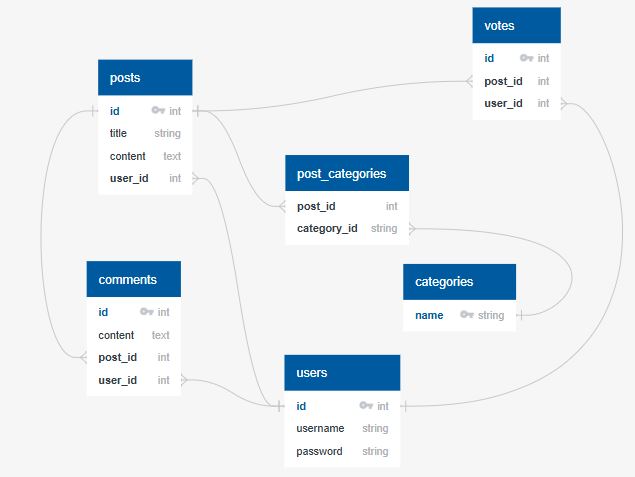 votes
id int
post_id int
user_id int
posts
id int
title string
content text
user_id int
post_categories
post_id int
category_id string
comments
id int
content text
post_id int
user_id int
categories
name string
users
id int
username string
password string